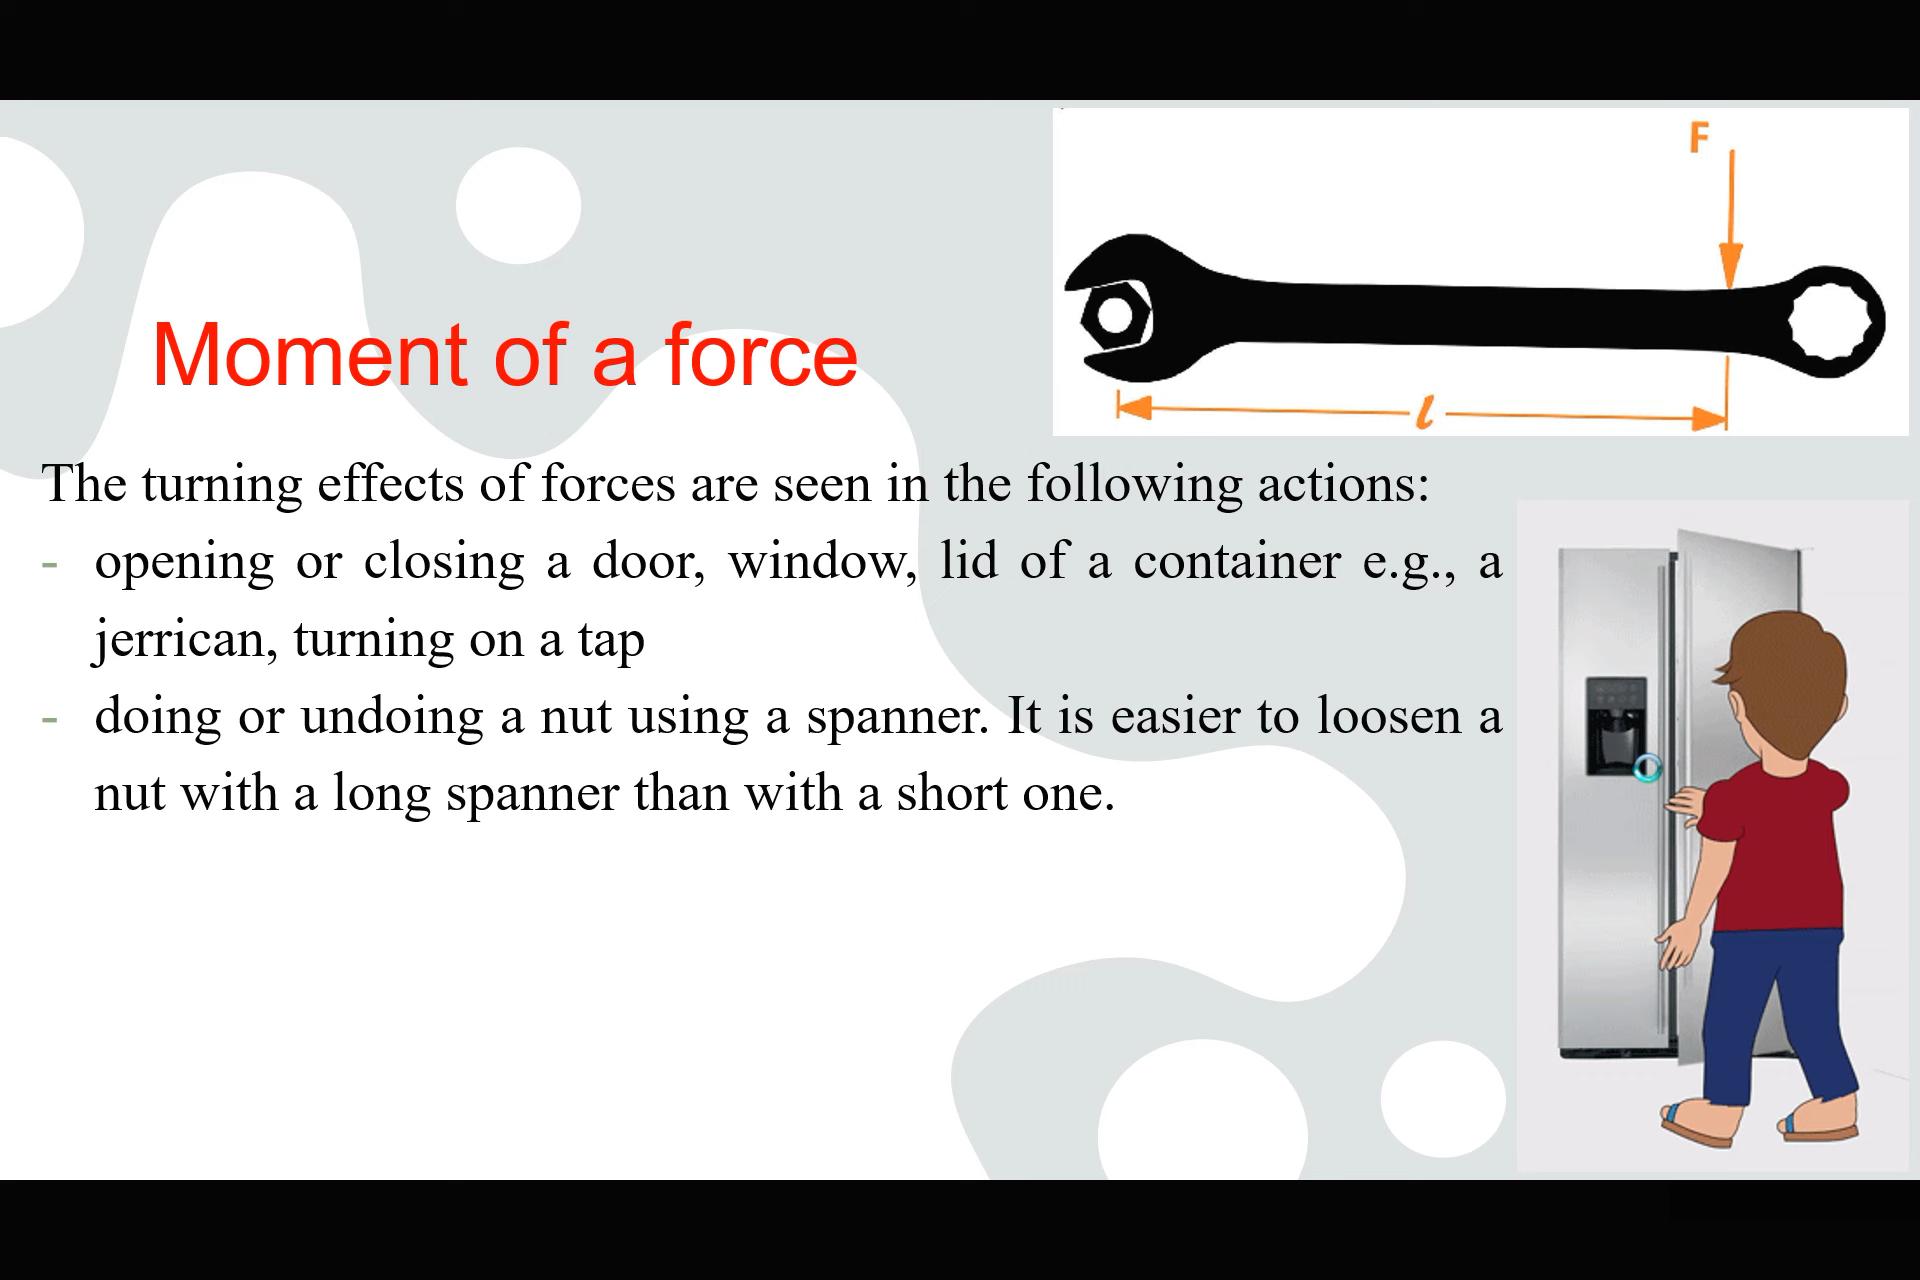 F
l
Moment of a force
The turning effects of forces are seen in the following actions:
- opening or closing a door, window, lid of a container e.g., a
jerrican, turning on a tap
- doing or undoing a nut using a spanner. It is easier to loosen a
nut with a long spanner than with a short one.